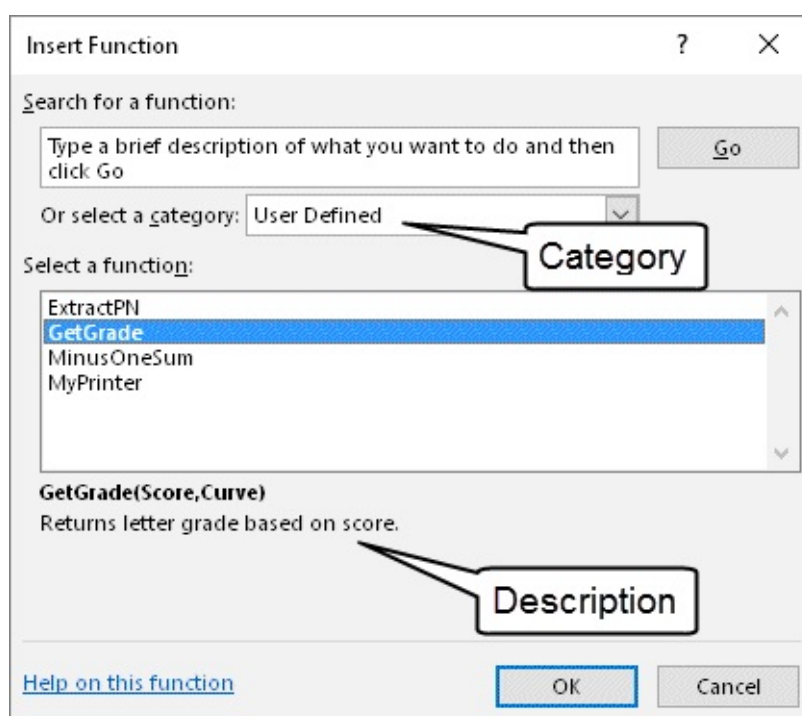 Insert Function
?
Search for a function:
Type a brief description of what you want to do and then
click Go
Go
Or select a category: User Defined
Category
Select a function:
ExtractPN
GetGrade
MinusOneSum
MyPrinter
GetGrade(Score,Curve)
Returns letter grade based on score.
Description
Help on this function
OK
Cancel